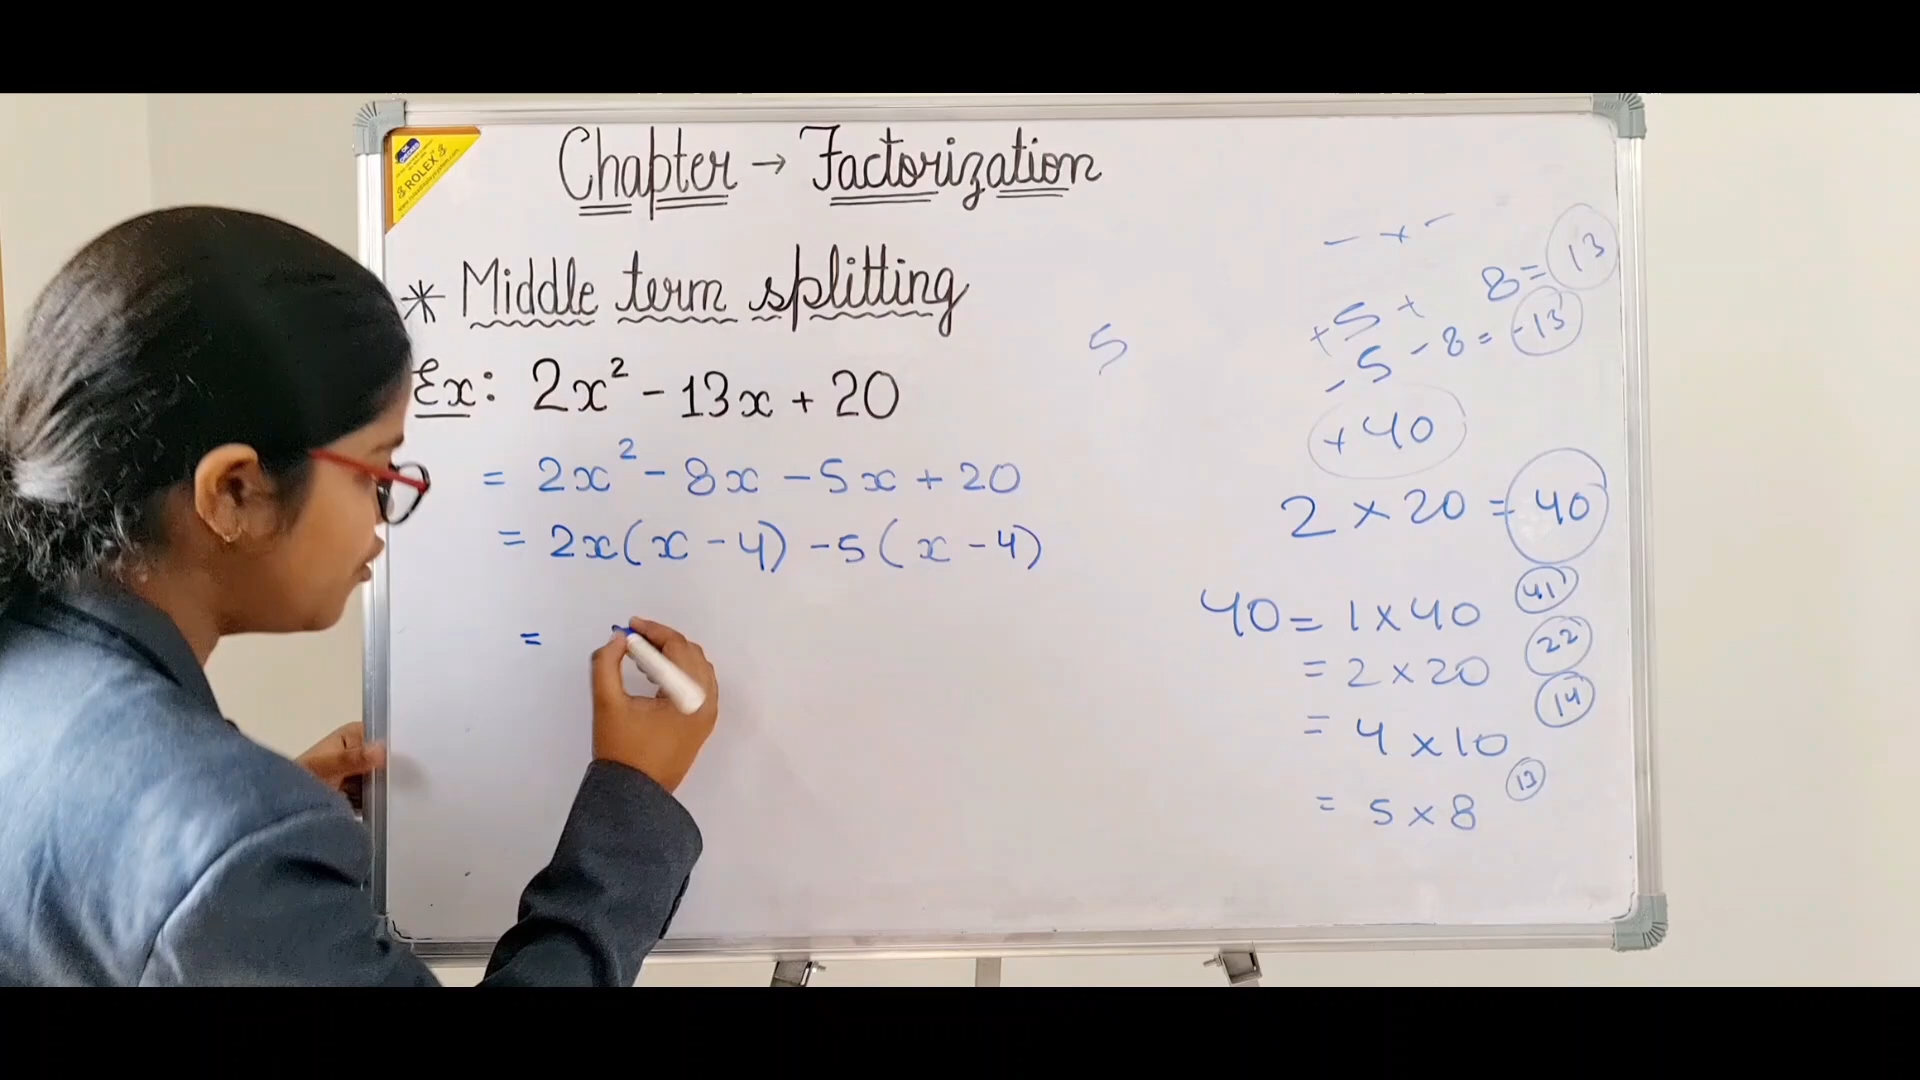 Chapter → Factorization
* Middle term splitting
Ex: 2x² - 13x + 20
= 2x² - 8x - 5x + 20
= 2x(x - 4) - 5(x - 4)
=
ROLEX
5
- + -
+5 + 8 = 13
-5 - 8 = -13
+40
2 × 20 = 40
40 = 1 × 40 41
= 2 × 20 22
= 4 × 10 14
= 5 × 8 13